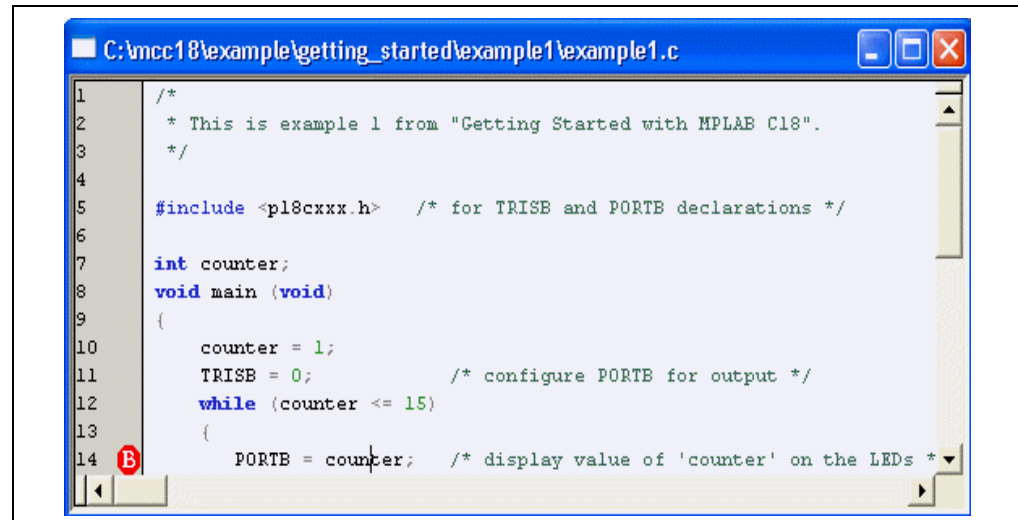 C:\mcc18\example\getting_started\example1\example1.c
1 /*
2 * This is example 1 from "Getting Started with MPLAB C18".
3 */
4
5 #include <p18cxxx.h> /* for TRISB and PORTB declarations */
6
7 int counter;
8 void main (void)
9 {
10 counter = 1;
11 TRISB = 0; /* configure PORTB for output */
12 while (counter <= 15)
13 {
14 B PORTB = counter; /* display value of 'counter' on the LEDs *